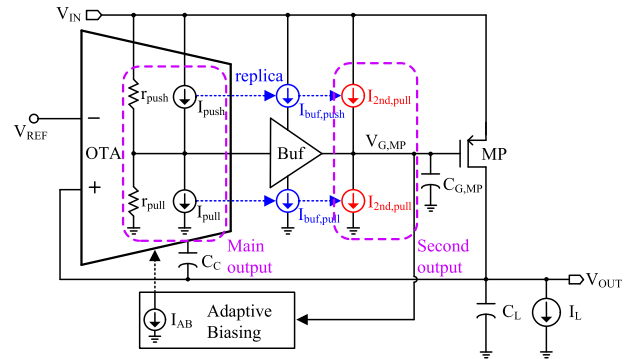 V_IN
replica
r_push
I_push
I_buf,push
I_2nd,pull
V_REF
OTA
Buf
V_G,MP
MP
C_G,MP
r_pull
I_pull
I_buf,pull
I_2nd,pull
Main
output
Second
output
C_C
V_OUT
I_AB
Adaptive
Biasing
C_L
I_L